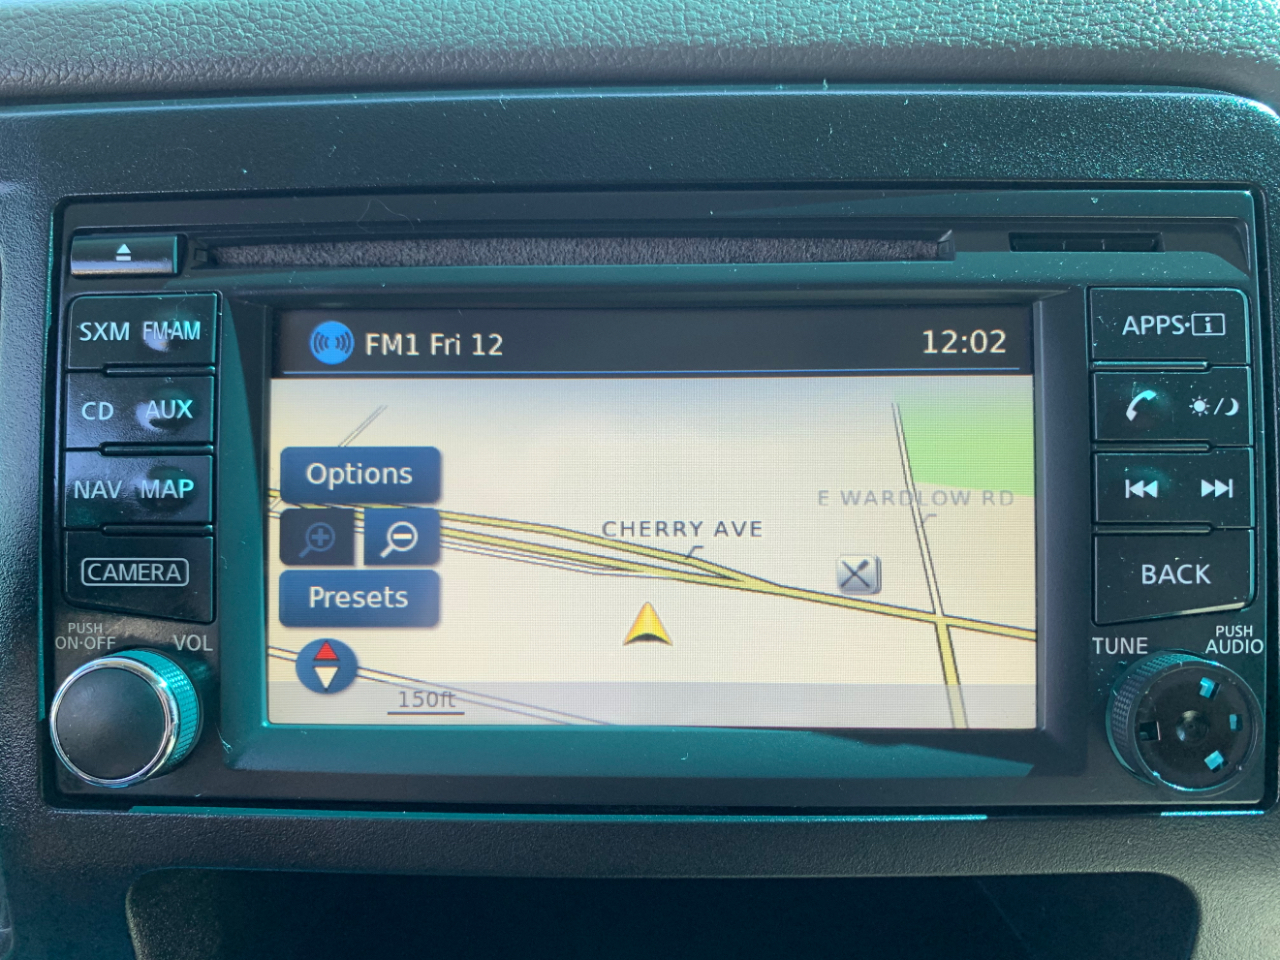 SXM FM·AM
CD AUX
NAV MAP
CAMERA
PUSH
ON·OFF
VOL
FM1 Fri 12
12:02
Options
E WARDLOW RD
CHERRY AVE
Presets
150ft
APPS·i
BACK
TUNE
PUSH
AUDIO